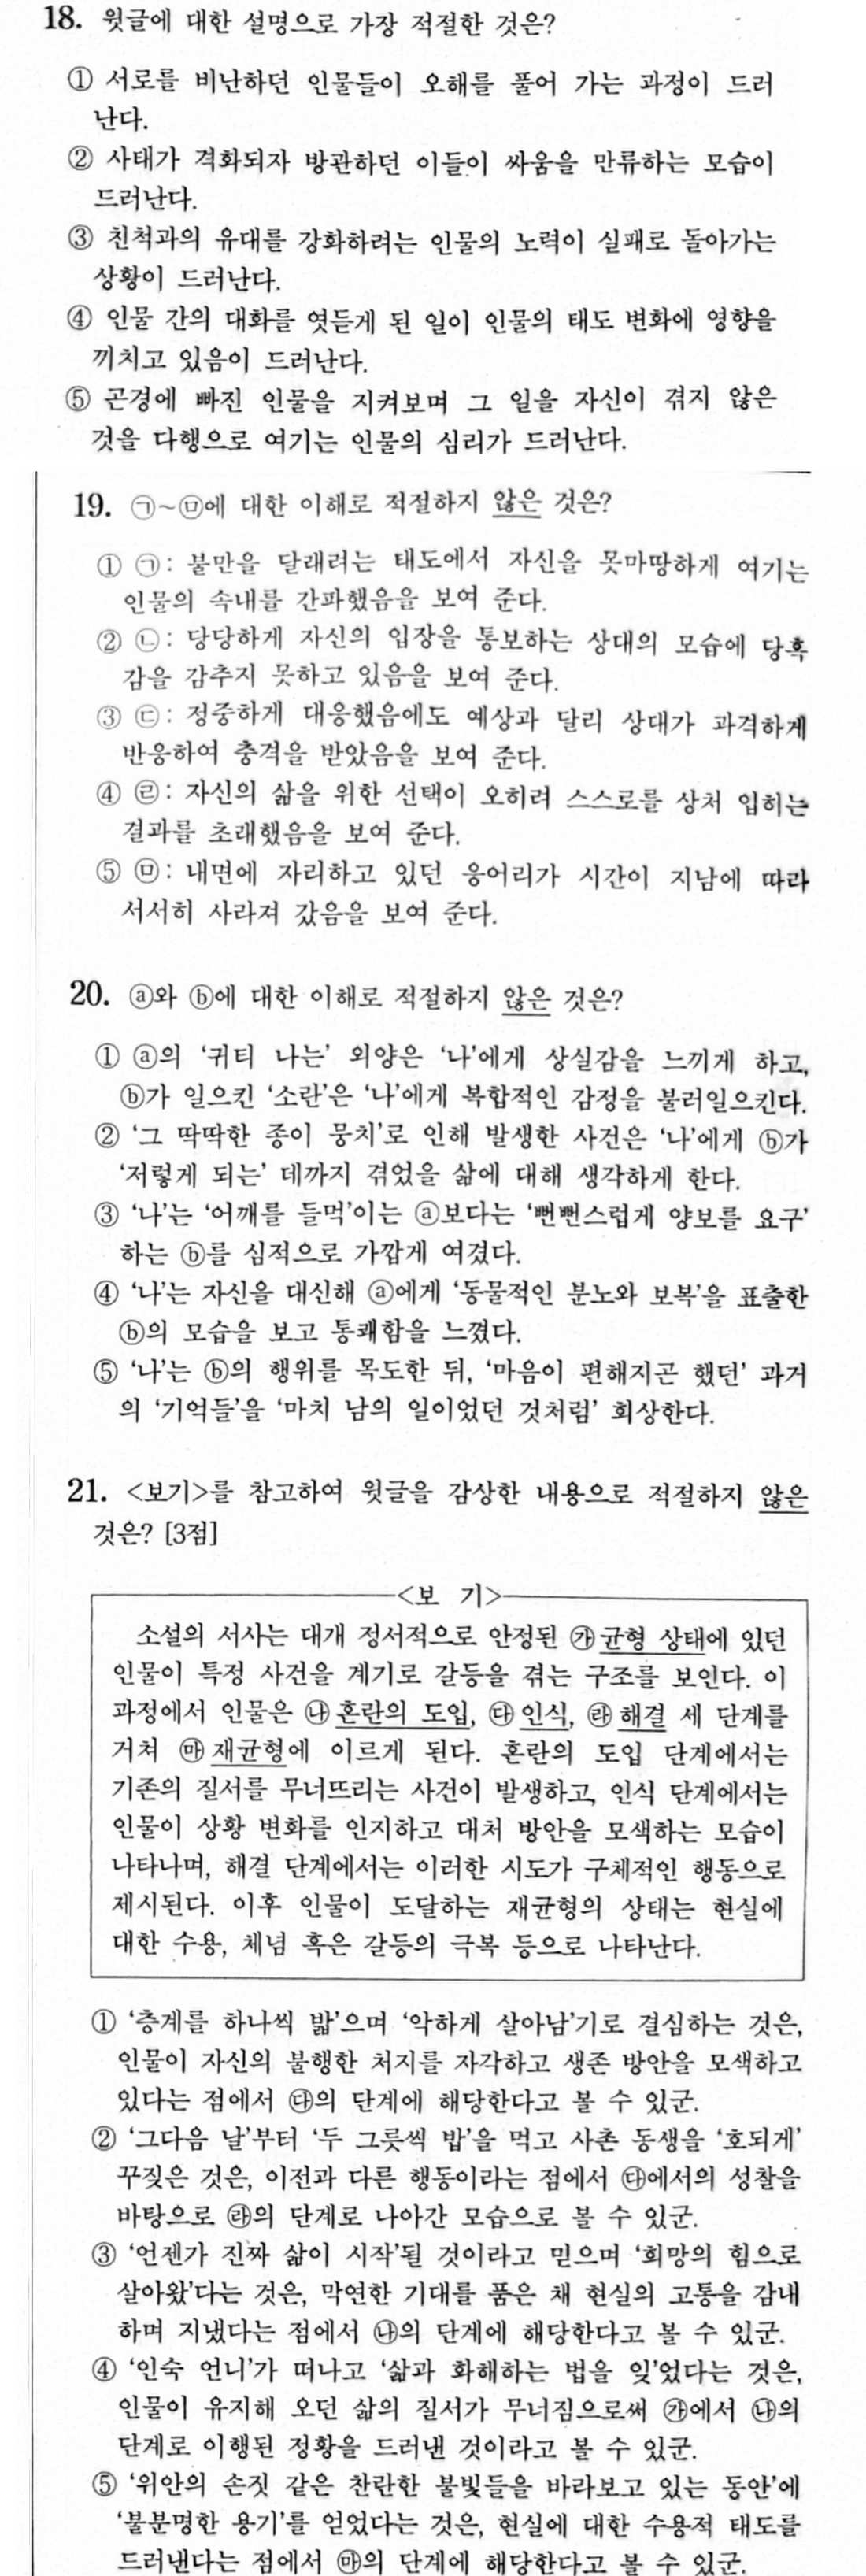 18. 윗글에 대한 설명으로 가장 적절한 것은?
① 서로를 비난하던 인물들이 오해를 풀어 가는 과정이 드러
난다.
② 사태가 격화되자 방관하던 이들이 싸움을 만류하는 모습이
드러난다.
③ 친척과의 유대를 강화하려는 인물의 노력이 실패로 돌아가는
상황이 드러난다.
④ 인물 간의 대화를 엿듣게 된 일이 인물의 태도 변화에 영향을
끼치고 있음이 드러난다.
⑤ 곤경에 빠진 인물을 지켜보며 그 일을 자신이 겪지 않은
것을 다행으로 여기는 인물의 심리가 드러난다.
19. ㉠~㉤에 대한 이해로 적절하지 않은 것은?
① ㉠: 불만을 달래려는 태도에서 자신을 못마땅하게 여기는
인물의 속내를 간파했음을 보여 준다.
② ㉡: 당당하게 자신의 입장을 통보하는 상대의 모습에 당혹
감을 감추지 못하고 있음을 보여 준다.
③ ㉢: 정중하게 대응했음에도 예상과 달리 상대가 과격하게
반응하여 충격을 받았음을 보여 준다.
④ ㉣: 자신의 삶을 위한 선택이 오히려 스스로를 상처 입히는
결과를 초래했음을 보여 준다.
⑤ ㉤: 내면에 자리하고 있던 응어리가 시간이 지남에 따라
서서히 사라져 갔음을 보여 준다.
20. ⓐ와 ⓑ에 대한 이해로 적절하지 않은 것은?
① ⓐ의 ‘귀티 나는’ 외양은 ‘나’에게 상실감을 느끼게 하고,
ⓑ가 일으킨 ‘소란’은 ‘나’에게 복합적인 감정을 불러일으킨다.
② ‘그 딱딱한 종이 뭉치’로 인해 발생한 사건은 ‘나’에게 ⓑ가
‘저렇게 되는’ 데까지 겪었을 삶에 대해 생각하게 한다.
③ ‘나’는 ‘어깨를 들먹’이는 ⓐ보다는 ‘뻔뻔스럽게 양보를 요구’
하는 ⓑ를 심적으로 가깝게 여겼다.
④ ‘나’는 자신을 대신해 ⓐ에게 ‘동물적인 분노와 보복’을 표출한
ⓑ의 모습을 보고 통쾌함을 느꼈다.
⑤ ‘나’는 ⓑ의 행위를 목도한 뒤, ‘마음이 편해지곤 했던’ 과거
의 ‘기억들’을 ‘마치 남의 일이었던 것처럼’ 회상한다.
21. <보기>를 참고하여 윗글을 감상한 내용으로 적절하지 않은
것은? [3점]
<보 기>
소설의 서사는 대개 정서적으로 안정된 ㉮균형 상태에 있던
인물이 특정 사건을 계기로 갈등을 겪는 구조를 보인다. 이
과정에서 인물은 ㉯혼란의 도입, ㉰인식, ㉱해결 세 단계를
거쳐 ㉲재균형에 이르게 된다. 혼란의 도입 단계에서는
기존의 질서를 무너뜨리는 사건이 발생하고, 인식 단계에서는
인물이 상황 변화를 인지하고 대처 방안을 모색하는 모습이
나타나며, 해결 단계에서는 이러한 시도가 구체적인 행동으로
제시된다. 이후 인물이 도달하는 재균형의 상태는 현실에
대한 수용, 체념 혹은 갈등의 극복 등으로 나타난다.
① ‘층계를 하나씩 밟’으며 ‘악하게 살아남’기로 결심하는 것은,
인물이 자신의 불행한 처지를 자각하고 생존 방안을 모색하고
있다는 점에서 ㉰의 단계에 해당한다고 볼 수 있군.
② ‘그다음 날’부터 ‘두 그릇씩 밥’을 먹고 사촌 동생을 ‘호되게’
꾸짖은 것은, 이전과 다른 행동이라는 점에서 ㉰에서의 성찰을
바탕으로 ㉱의 단계로 나아간 모습으로 볼 수 있군.
③ ‘언젠가 진짜 삶이 시작’될 것이라고 믿으며 ‘희망의 힘으로
살아왔’다는 것은, 막연한 기대를 품은 채 현실의 고통을 감내
하며 지냈다는 점에서 ㉯의 단계에 해당한다고 볼 수 있군.
④ ‘인숙 언니’가 떠나고 ‘삶과 화해하는 법을 잊’었다는 것은,
인물이 유지해 오던 삶의 질서가 무너짐으로써 ㉮에서 ㉯의
단계로 이행된 정황을 드러낸 것이라고 볼 수 있군.
⑤ ‘위안의 손짓 같은 찬란한 불빛들을 바라보고 있는 동안’에
‘불분명한 용기’를 얻었다는 것은, 현실에 대한 수용적 태도를
드러낸다는 점에서 ㉲의 단계에 해당한다고 볼 수 있군.